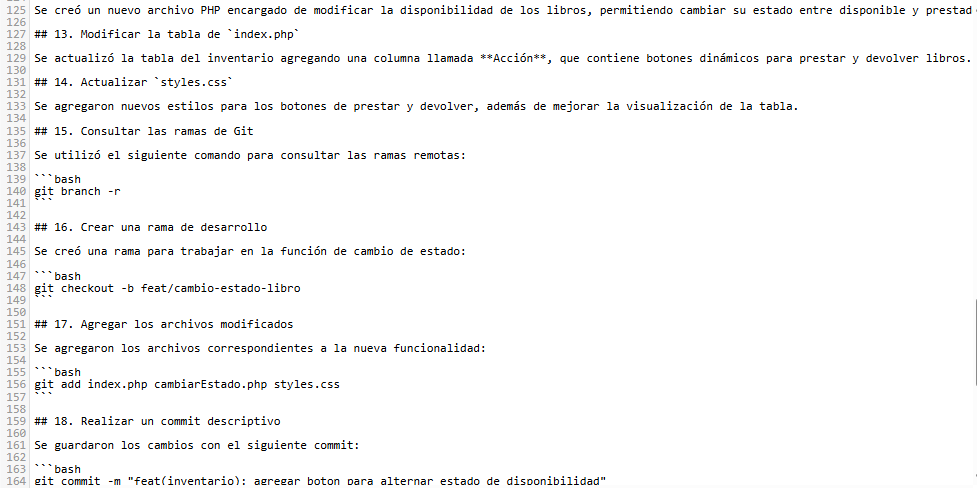 125 Se creó un nuevo archivo PHP encargado de modificar la disponibilidad de los libros, permitiendo cambiar su estado entre disponible y prestad
126
127 ## 13. Modificar la tabla de `index.php`
128
129 Se actualizó la tabla del inventario agregando una columna llamada **Acción**, que contiene botones dinámicos para prestar y devolver libros.
130
131 ## 14. Actualizar `styles.css`
132
133 Se agregaron nuevos estilos para los botones de prestar y devolver, además de mejorar la visualización de la tabla.
134
135 ## 15. Consultar las ramas de Git
136
137 Se utilizó el siguiente comando para consultar las ramas remotas:
138
139 ```bash
140 git branch -r
141 ```
142
143 ## 16. Crear una rama de desarrollo
144
145 Se creó una rama para trabajar en la función de cambio de estado:
146
147 ```bash
148 git checkout -b feat/cambio-estado-libro
149 ```
150
151 ## 17. Agregar los archivos modificados
152
153 Se agregaron los archivos correspondientes a la nueva funcionalidad:
154
155 ```bash
156 git add index.php cambiarEstado.php styles.css
157 ```
158
159 ## 18. Realizar un commit descriptivo
160
161 Se guardaron los cambios con el siguiente commit:
162
163 ```bash
164 git commit -m "feat(inventario): agregar boton para alternar estado de disponibilidad"